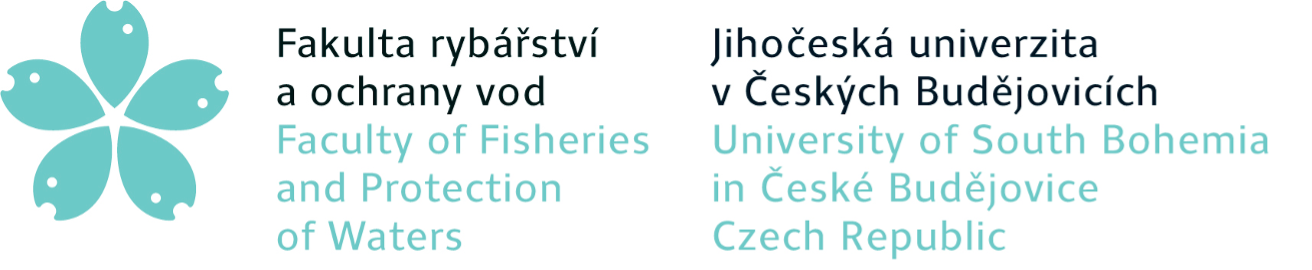 Fakulta rybářství
a ochrany vod
Faculty of Fisheries
and Protection
of Waters
Jihočeská univerzita
v Českých Budějovicích
University of South Bohemia
in České Budějovice
Czech Republic